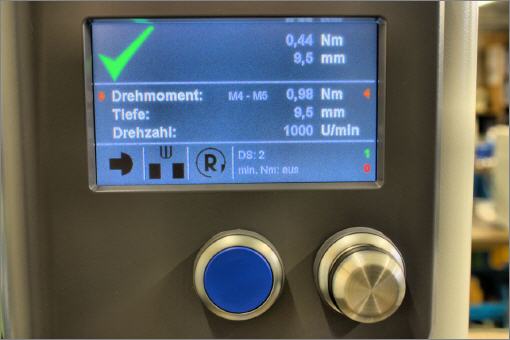 0,44 Nm
9,5 mm
Drehmoment: M4 - M5 0,98 Nm
Tiefe: 9,5 mm
Drehzahl: 1000 U/min
R DS: 2 1
min. Nm: aus 0